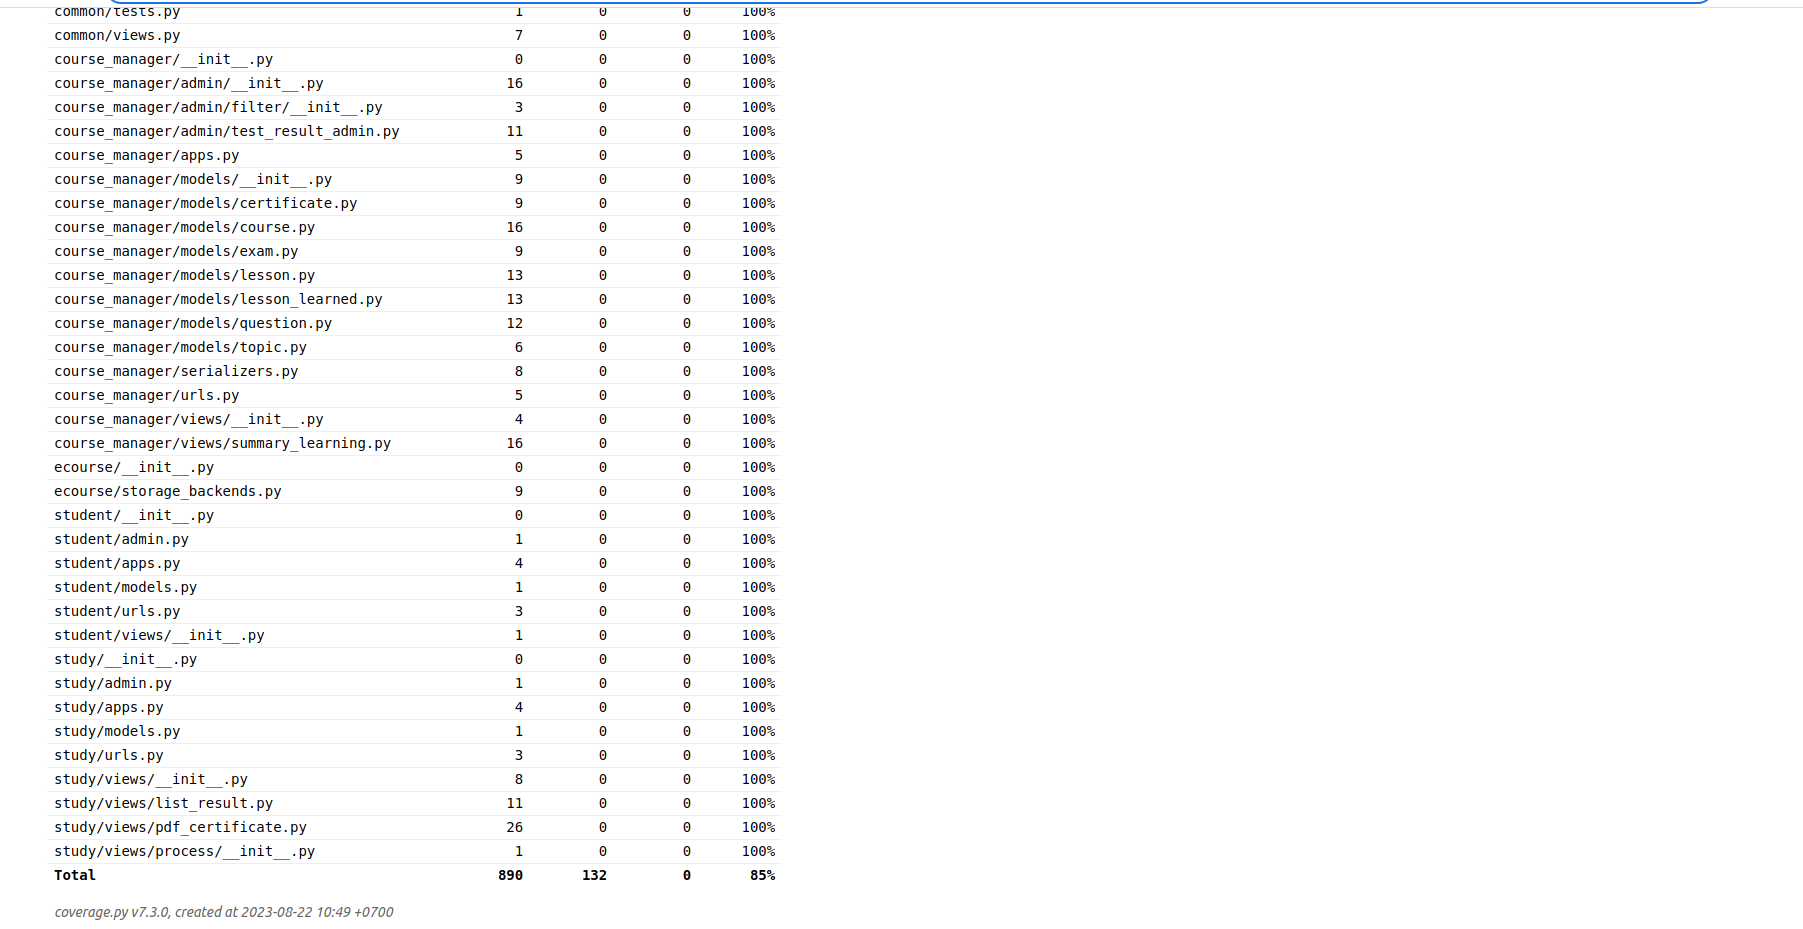 common/tests.py 1 0 0 100%
common/views.py 7 0 0 100%
course_manager/__init__.py 0 0 0 100%
course_manager/admin/__init__.py 16 0 0 100%
course_manager/admin/filter/__init__.py 3 0 0 100%
course_manager/admin/test_result_admin.py 11 0 0 100%
course_manager/apps.py 5 0 0 100%
course_manager/models/__init__.py 9 0 0 100%
course_manager/models/certificate.py 9 0 0 100%
course_manager/models/course.py 16 0 0 100%
course_manager/models/exam.py 9 0 0 100%
course_manager/models/lesson.py 13 0 0 100%
course_manager/models/lesson_learned.py 13 0 0 100%
course_manager/models/question.py 12 0 0 100%
course_manager/models/topic.py 6 0 0 100%
course_manager/serializers.py 8 0 0 100%
course_manager/urls.py 5 0 0 100%
course_manager/views/__init__.py 4 0 0 100%
course_manager/views/summary_learning.py 16 0 0 100%
ecourse/__init__.py 0 0 0 100%
ecourse/storage_backends.py 9 0 0 100%
student/__init__.py 0 0 0 100%
student/admin.py 1 0 0 100%
student/apps.py 4 0 0 100%
student/models.py 1 0 0 100%
student/urls.py 3 0 0 100%
student/views/__init__.py 1 0 0 100%
study/__init__.py 0 0 0 100%
study/admin.py 1 0 0 100%
study/apps.py 4 0 0 100%
study/models.py 1 0 0 100%
study/urls.py 3 0 0 100%
study/views/__init__.py 8 0 0 100%
study/views/list_result.py 11 0 0 100%
study/views/pdf_certificate.py 26 0 0 100%
study/views/process/__init__.py 1 0 0 100%
Total 890 132 0 85%
coverage.py v7.3.0, created at 2023-08-22 10:49 +0700